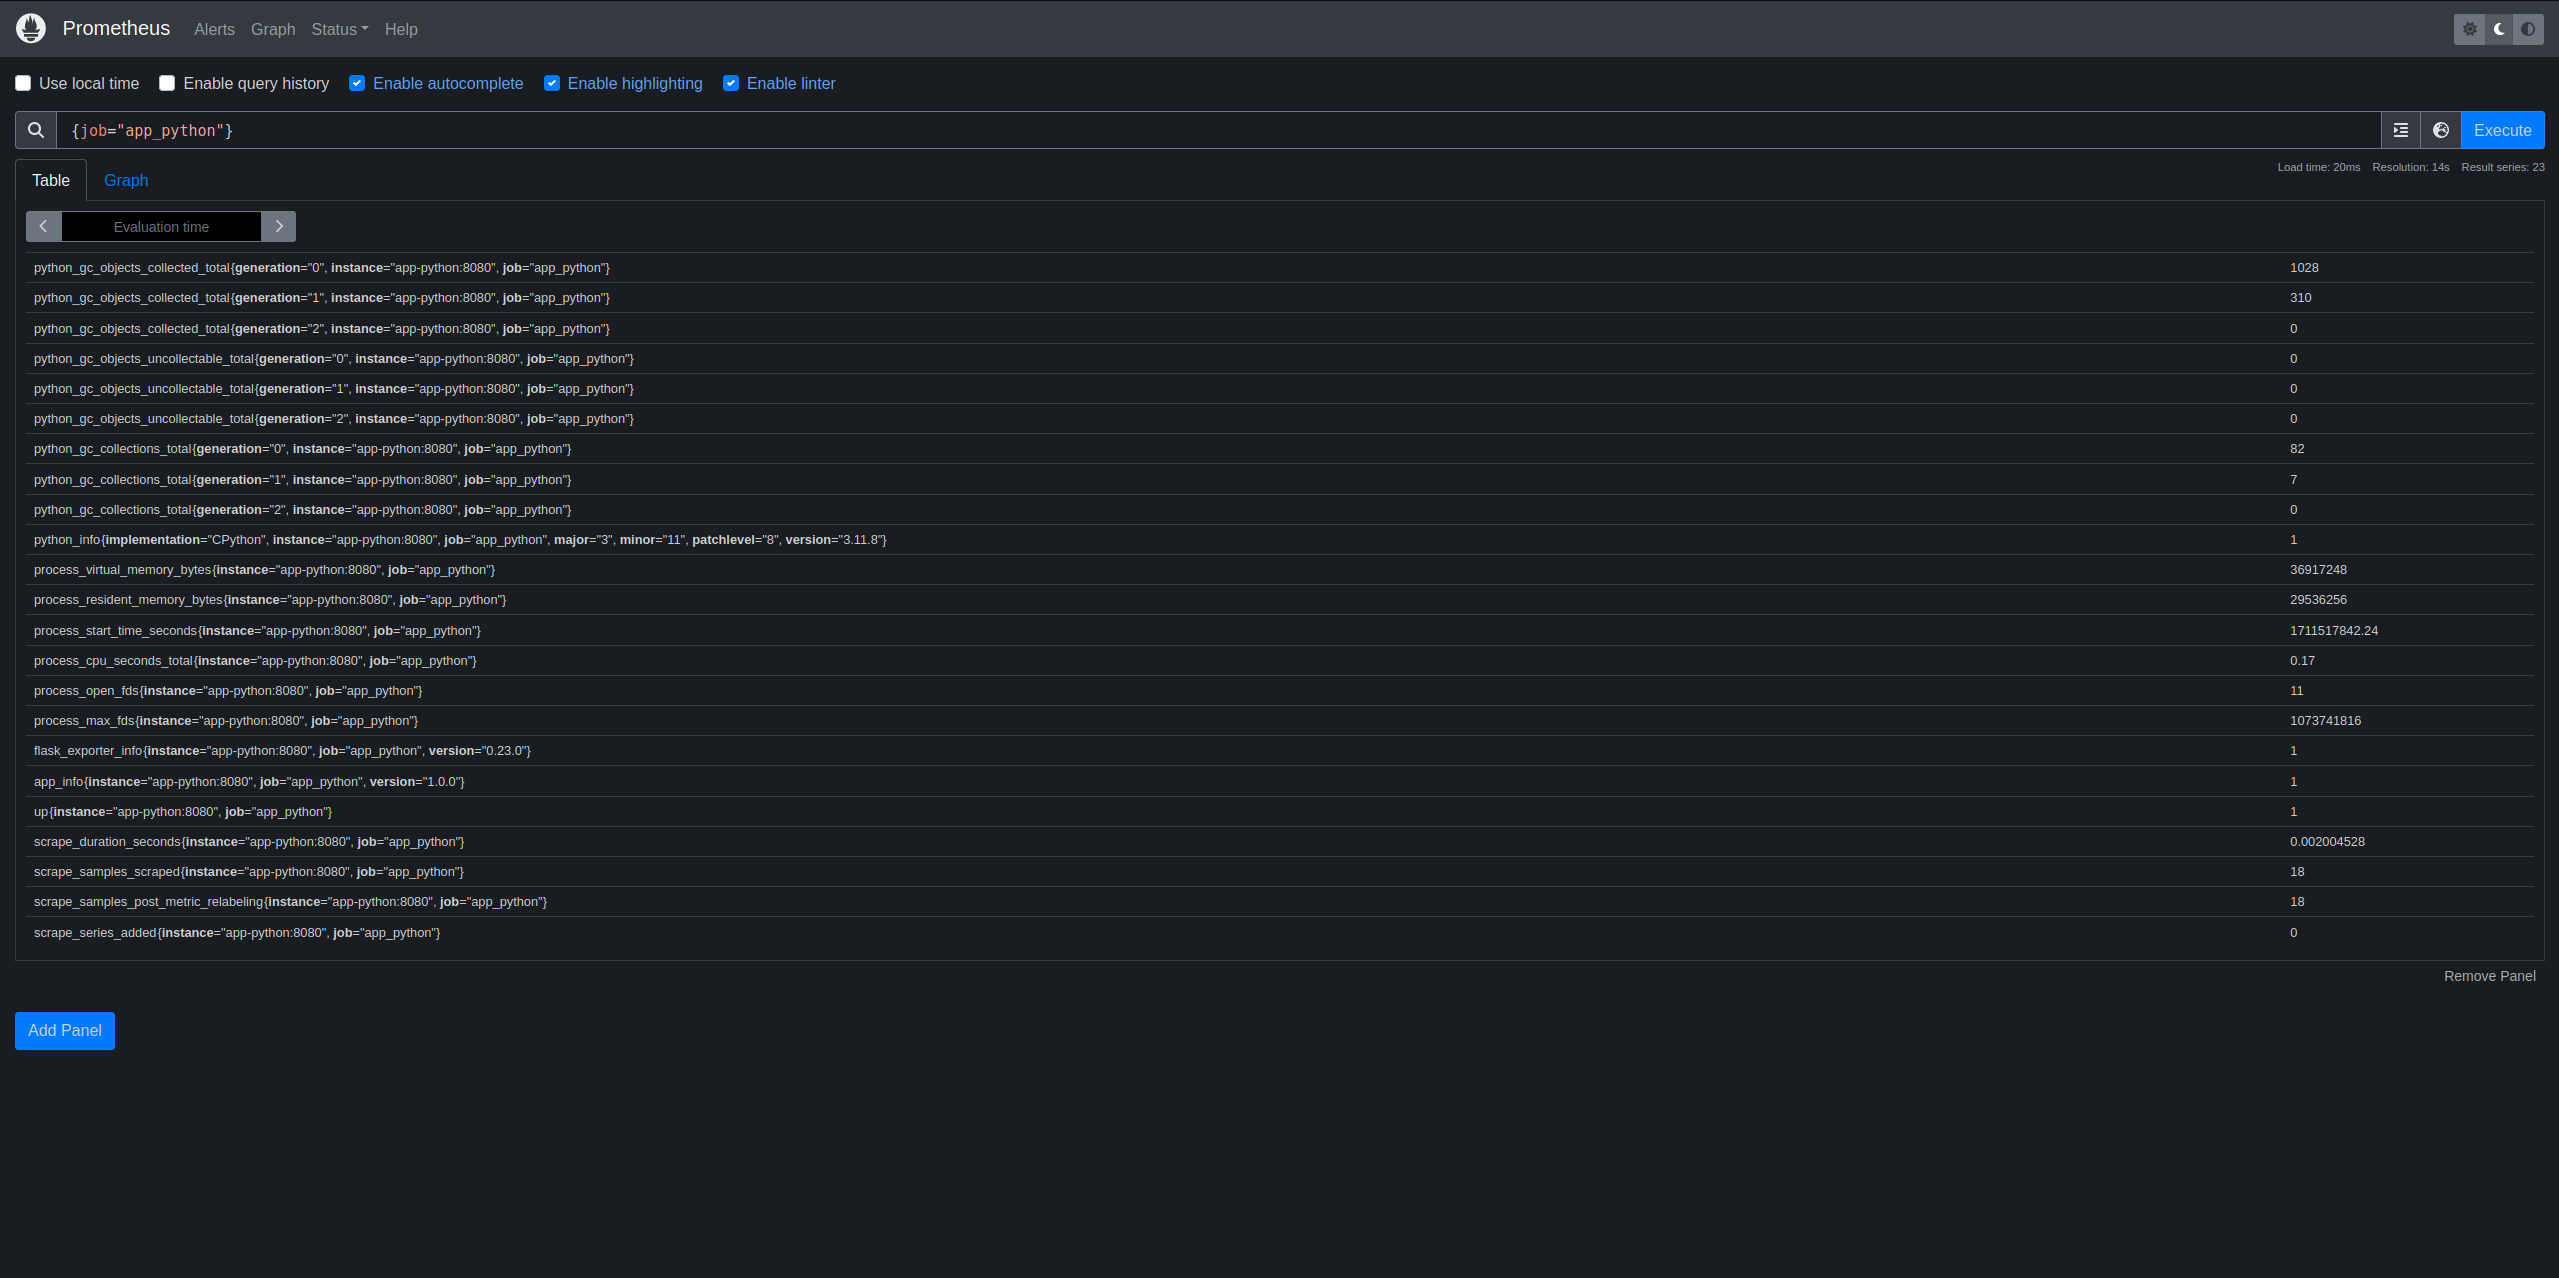 Prometheus Alerts Graph Status Help
Use local time Enable query history Enable autocomplete Enable highlighting Enable linter
{job="app_python"} Execute
Table Graph Load time: 20ms Resolution: 14s Result series: 23
Evaluation time
python_gc_objects_collected_total{generation="0", instance="app-python:8080", job="app_python"} 1028
python_gc_objects_collected_total{generation="1", instance="app-python:8080", job="app_python"} 310
python_gc_objects_collected_total{generation="2", instance="app-python:8080", job="app_python"} 0
python_gc_objects_uncollectable_total{generation="0", instance="app-python:8080", job="app_python"} 0
python_gc_objects_uncollectable_total{generation="1", instance="app-python:8080", job="app_python"} 0
python_gc_objects_uncollectable_total{generation="2", instance="app-python:8080", job="app_python"} 0
python_gc_collections_total{generation="0", instance="app-python:8080", job="app_python"} 82
python_gc_collections_total{generation="1", instance="app-python:8080", job="app_python"} 7
python_gc_collections_total{generation="2", instance="app-python:8080", job="app_python"} 0
python_info{implementation="CPython", instance="app-python:8080", job="app_python", major="3", minor="11", patchlevel="8", version="3.11.8"} 1
process_virtual_memory_bytes{instance="app-python:8080", job="app_python"} 36917248
process_resident_memory_bytes{instance="app-python:8080", job="app_python"} 29536256
process_start_time_seconds{instance="app-python:8080", job="app_python"} 1711517842.24
process_cpu_seconds_total{instance="app-python:8080", job="app_python"} 0.17
process_open_fds{instance="app-python:8080", job="app_python"} 11
process_max_fds{instance="app-python:8080", job="app_python"} 1073741816
flask_exporter_info{instance="app-python:8080", job="app_python", version="0.23.0"} 1
app_info{instance="app-python:8080", job="app_python", version="1.0.0"} 1
up{instance="app-python:8080", job="app_python"} 1
scrape_duration_seconds{instance="app-python:8080", job="app_python"} 0.002004528
scrape_samples_scraped{instance="app-python:8080", job="app_python"} 18
scrape_samples_post_metric_relabeling{instance="app-python:8080", job="app_python"} 18
scrape_series_added{instance="app-python:8080", job="app_python"} 0
Remove Panel
Add Panel